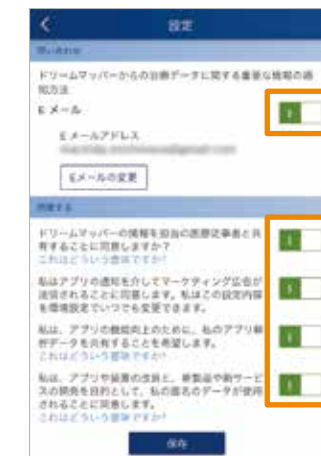 設定
問い合わせ
ドリームマッパーからの治療データに関する重要な情報の通
知方法
E メール
E メールアドレス
Eメールの変更
同意する
ドリームマッパーの情報を担当の医療従事者と共
有することに同意しますか？
これはどういう意味ですか?
私はアプリの通知を介してマーケティング広告が
送信されることに同意します。私はこの設定内容
を環境設定でいつでも変更できます。
私は、アプリの機能向上のために、私のアプリ解
析データを共有することを希望します。
これはどういう意味ですか?
私は、アプリや装置の改良と、新製品や新サービ
スの開発を目的として、私の匿名のデータが使用
されることに同意します。
これはどういう意味ですか?
保存